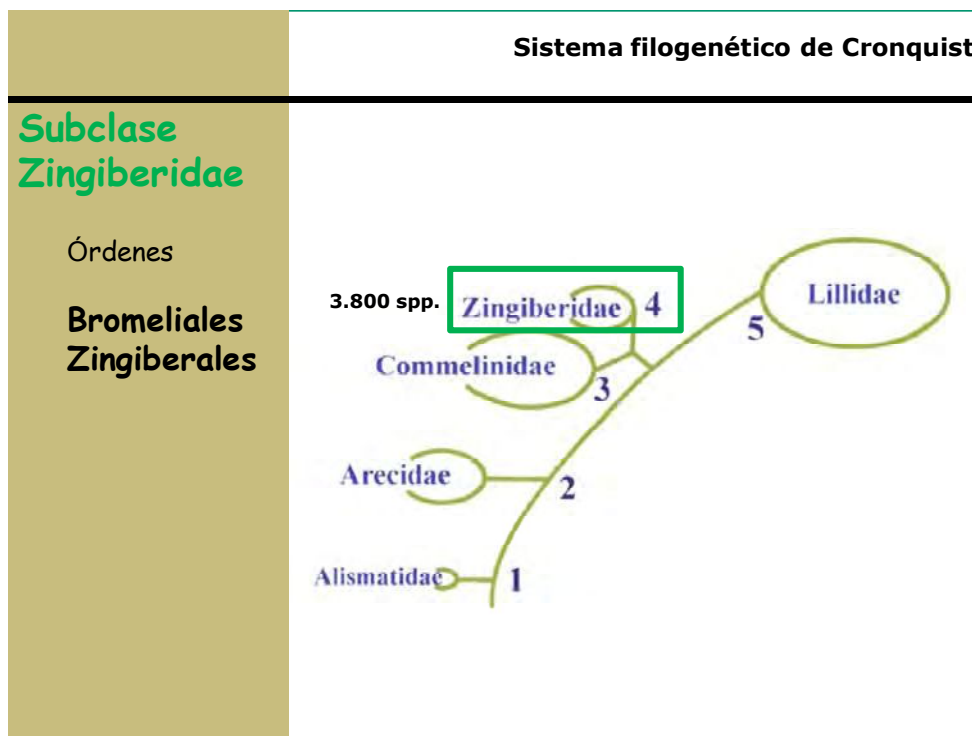 Sistema filogenético de Cronquist
Subclase
Zingiberidae
Órdenes
Bromeliales
Zingiberales
3.800 spp.
Zingiberidae 4
Lillidae
5
Commelinidae
3
Arecidae
2
Alismatidae
1